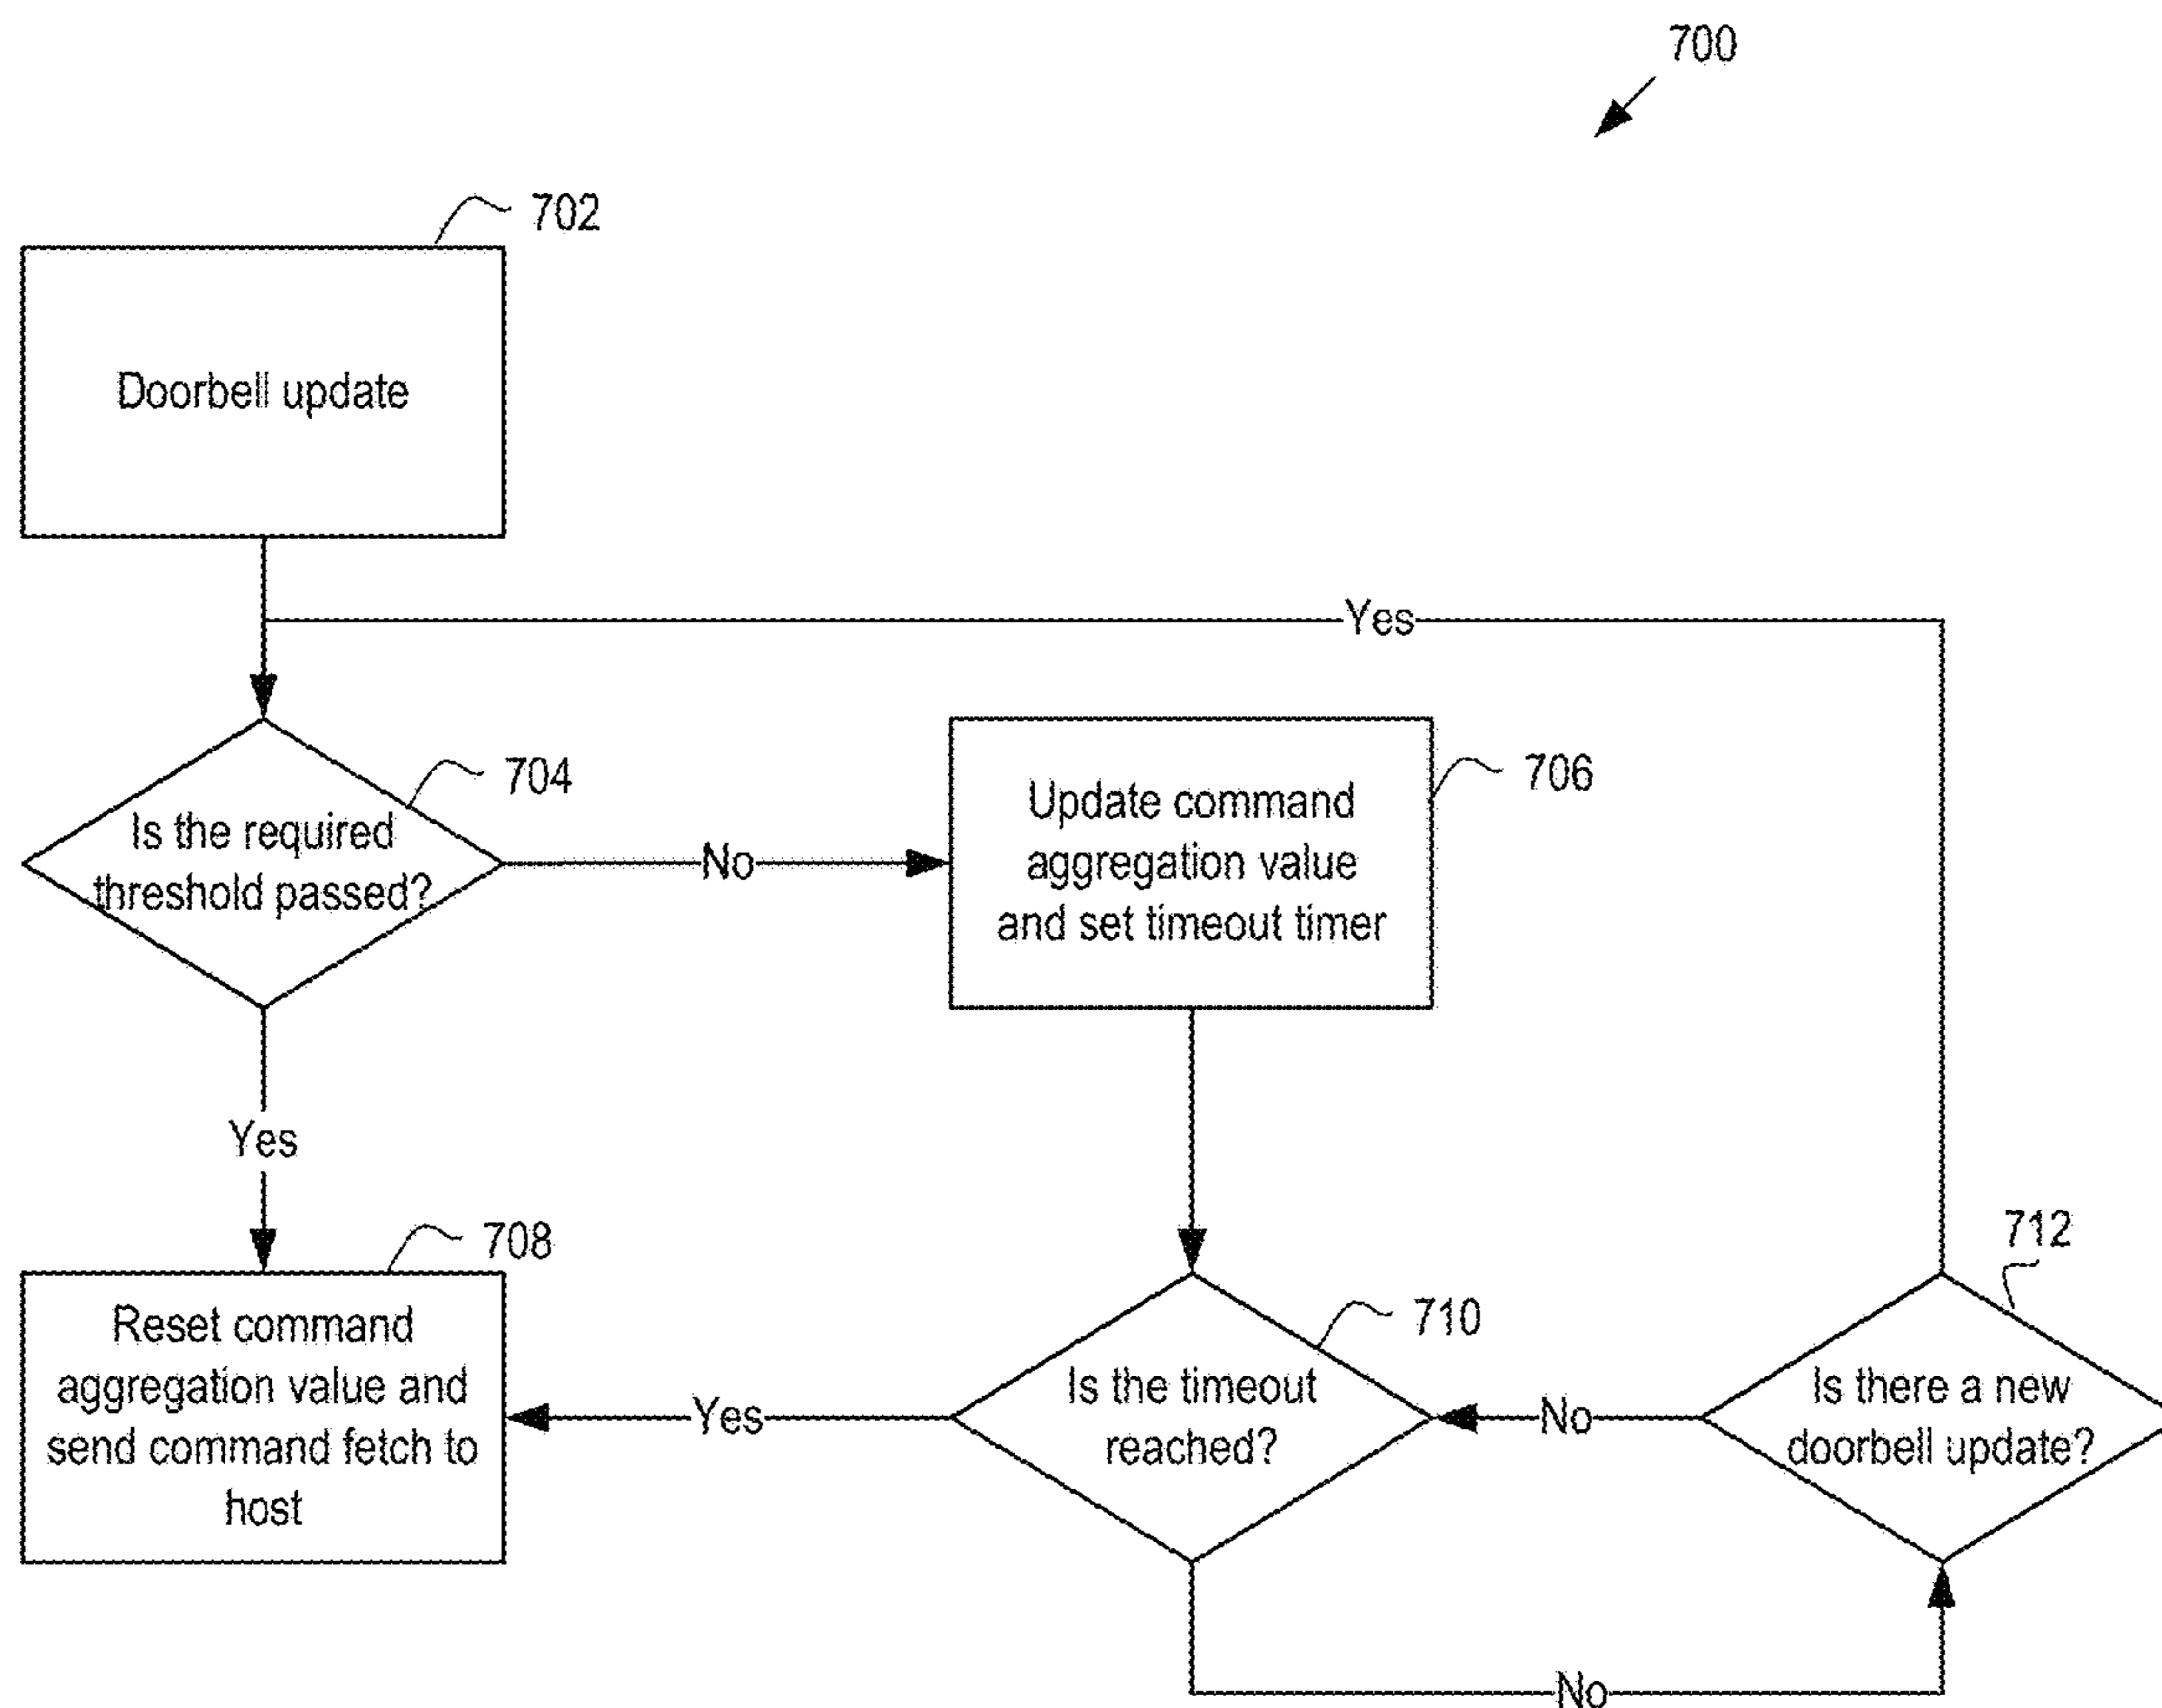 700
702
Doorbell update
Yes
704
Is the required
threshold passed?
No
706
Update command
aggregation value
and set timeout timer
Yes
708
Reset command
aggregation value and
send command fetch to
host
Yes
710
Is the timeout
reached?
No
712
Is there a new
doorbell update?
No